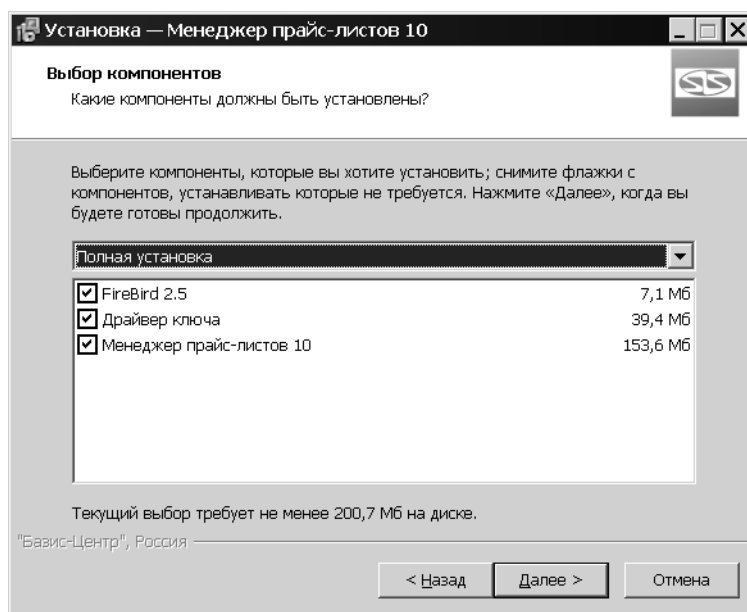 Установка — Менеджер прайс-листов 10
Выбор компонентов
Какие компоненты должны быть установлены?
Выберите компоненты, которые вы хотите установить; снимите флажки с
компонентов, устанавливать которые не требуется. Нажмите «Далее», когда вы
будете готовы продолжить.
Полная установка
FireBird 2.5 7,1 Мб
Драйвер ключа 39,4 Мб
Менеджер прайс-листов 10 153,6 Мб
Текущий выбор требует не менее 200,7 Мб на диске.
"Базис-Центр", Россия
< Назад Далее > Отмена